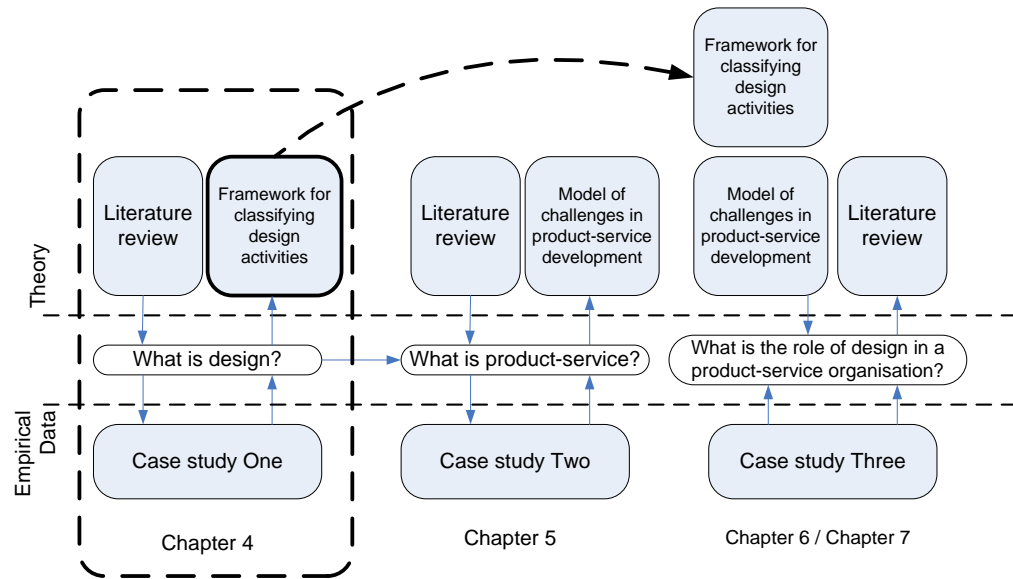 Framework for
classifying
design
activities
Literature
review
Framework for
classifying
design
activities
Literature
review
Model of
challenges in
product-service
development
Model of
challenges in
product-service
development
Literature
review
Theory
What is design?
What is product-service?
What is the role of design in a
product-service organisation?
Empirical
Data
Case study One
Case study Two
Case study Three
Chapter 4
Chapter 5
Chapter 6 / Chapter 7